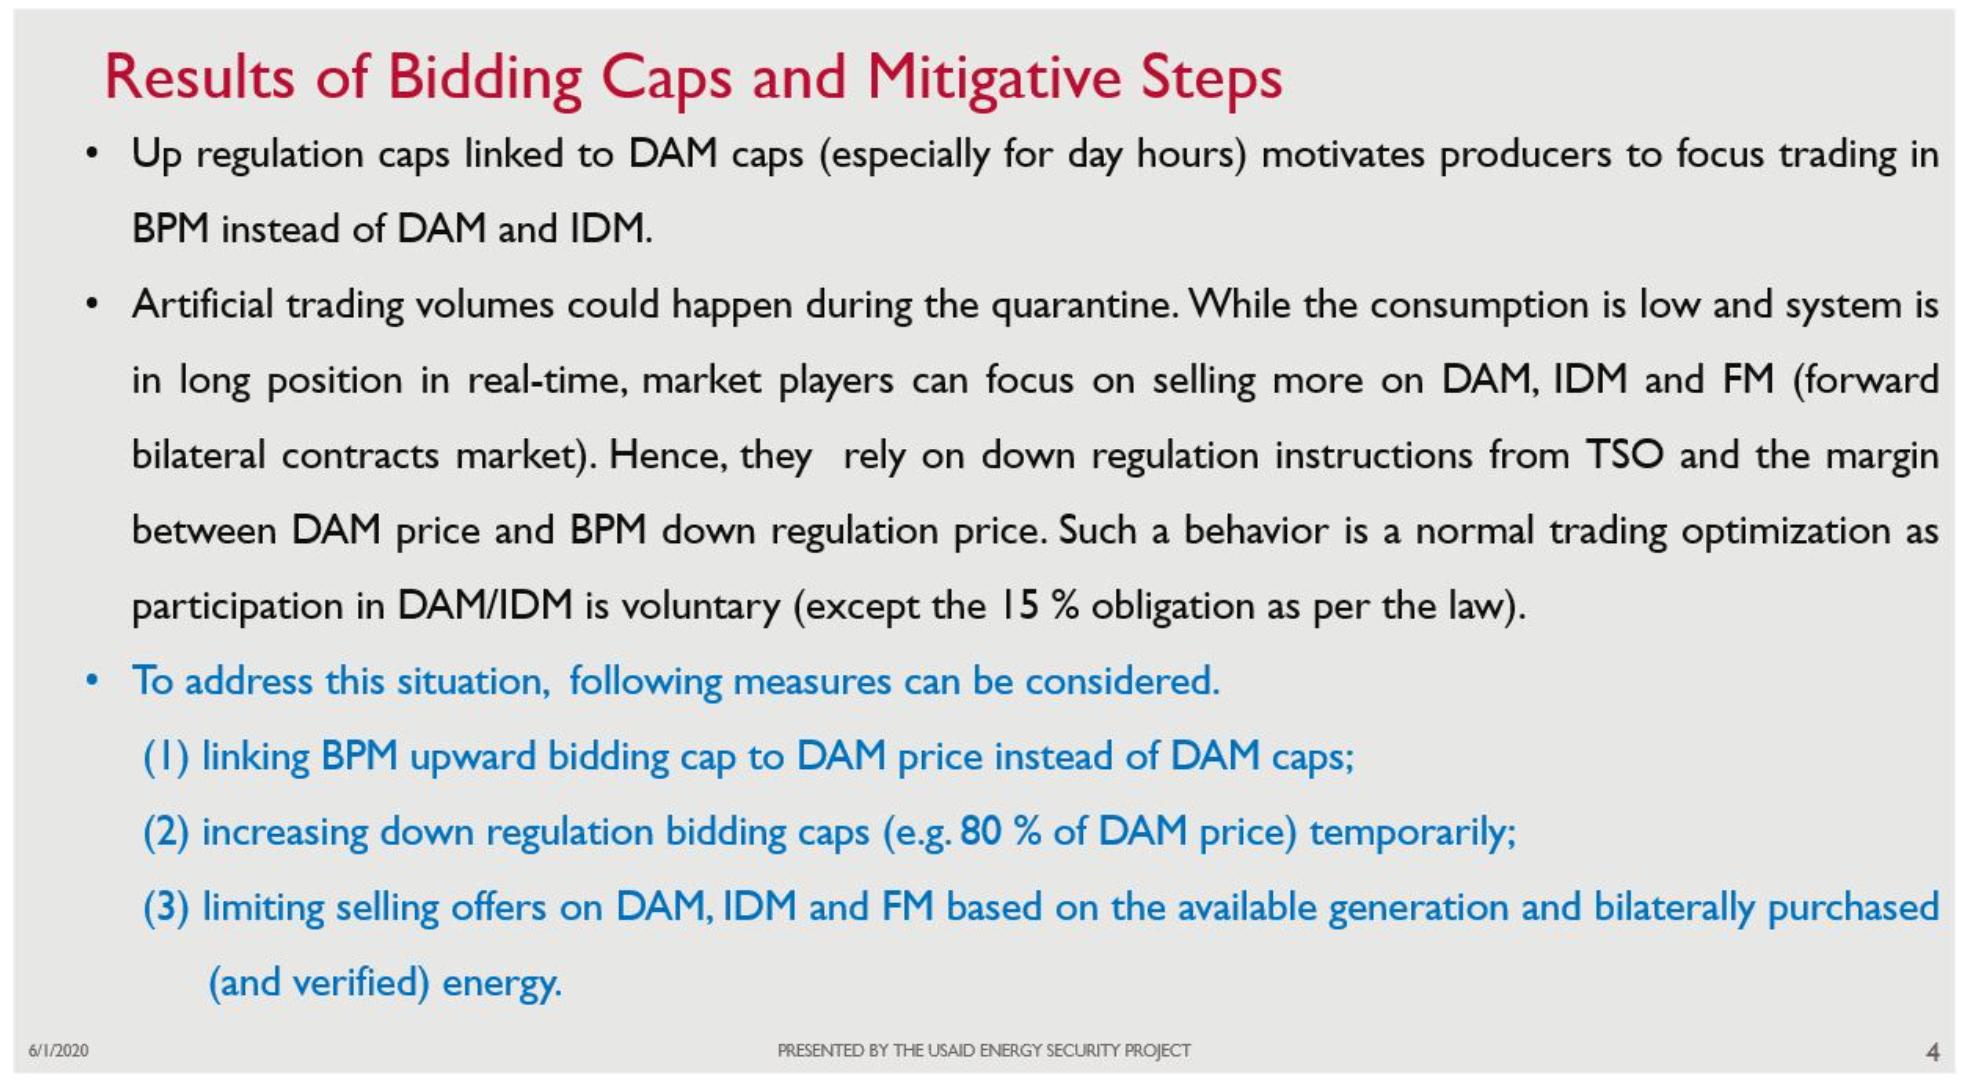 Results of Bidding Caps and Mitigative Steps
• Up regulation caps linked to DAM caps (especially for day hours) motivates producers to focus trading in
BPM instead of DAM and IDM.
• Artificial trading volumes could happen during the quarantine. While the consumption is low and system is
in long position in real-time, market players can focus on selling more on DAM, IDM and FM (forward
bilateral contracts market). Hence, they rely on down regulation instructions from TSO and the margin
between DAM price and BPM down regulation price. Such a behavior is a normal trading optimization as
participation in DAM/IDM is voluntary (except the 15 % obligation as per the law).
• To address this situation, following measures can be considered.
(1) linking BPM upward bidding cap to DAM price instead of DAM caps;
(2) increasing down regulation bidding caps (e.g. 80 % of DAM price) temporarily;
(3) limiting selling offers on DAM, IDM and FM based on the available generation and bilaterally purchased
(and verified) energy.
6/1/2020 PRESENTED BY THE USAID ENERGY SECURITY PROJECT 4